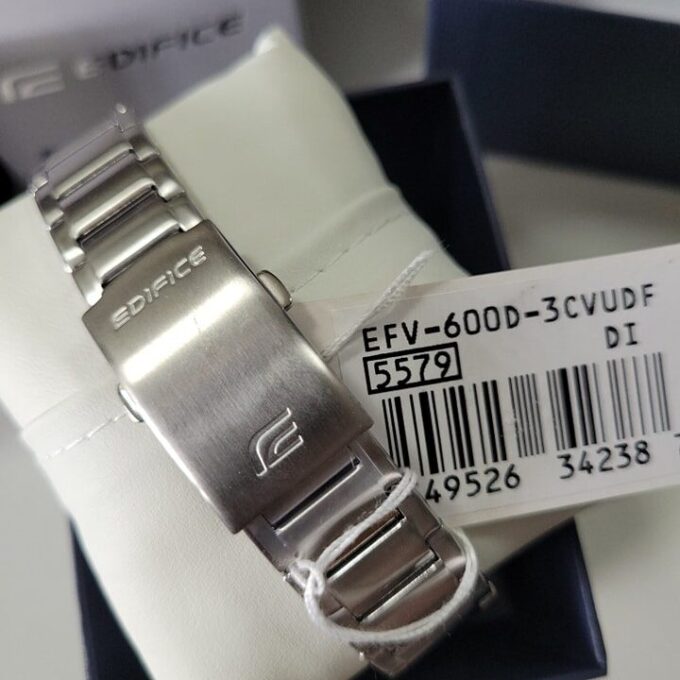 EDIFICE
EDIFICE
EFV-600D-3CVUDF
DI
5579
49526 34238